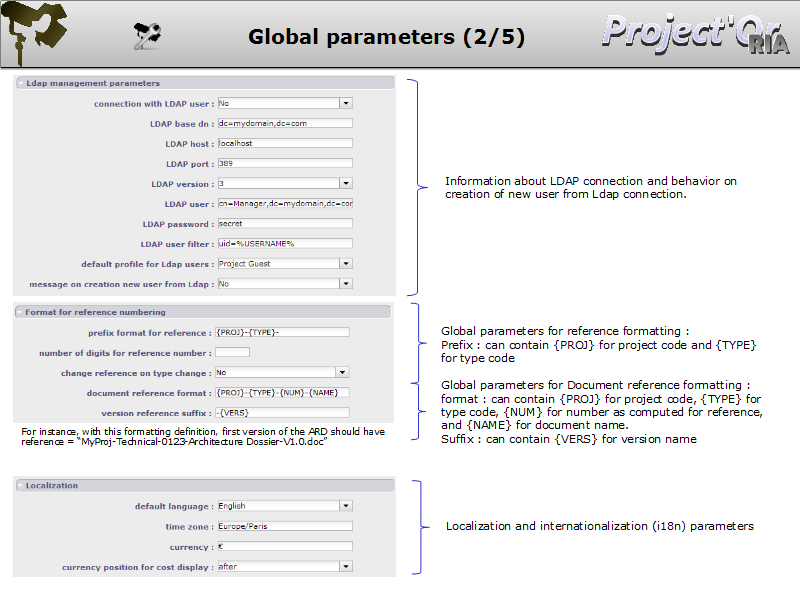 Global parameters (2/5)
Project'Or
RIA
Ldap management parameters
connection with LDAP user : No
LDAP base dn : dc=mydomain,dc=com
LDAP host : localhost
LDAP port : 389
LDAP version : 3
LDAP user : cn=Manager,dc=mydomain,dc=cor
LDAP password : secret
LDAP user filter : uid=%USERNAME%
default profile for Ldap users : Project Guest
message on creation new user from Ldap : No
Information about LDAP connection and behavior on
creation of new user from Ldap connection.
Format for reference numbering
prefix format for reference : {PROJ}-{TYPE}-
number of digits for reference number :
change reference on type change : No
document reference format : {PROJ}-{TYPE}-{NUM}-{NAME}
version reference suffix : -{VERS}
Global parameters for reference formatting :
Prefix : can contain {PROJ} for project code and {TYPE}
for type code
Global parameters for Document reference formatting :
format : can contain {PROJ} for project code, {TYPE} for
type code, {NUM} for number as computed for reference,
and {NAME} for document name.
Suffix : can contain {VERS} for version name
For instance, with this formatting definition, first version of the ARD should have
reference = “MyProj-Technical-0123-Architecture Dossier-V1.0.doc”
Localization
default language : English
time zone : Europe/Paris
currency : €
currency position for cost display : after
Localization and internationalization (i18n) parameters